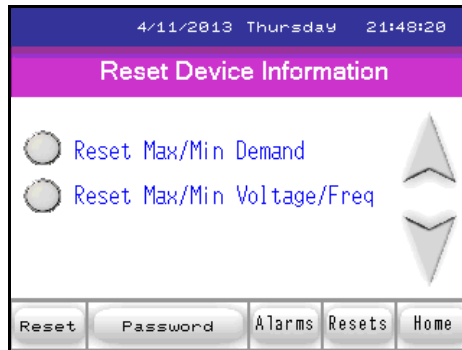 4/11/2013 Thursday 21:48:20
Reset Device Information
Reset Max/Min Demand
Reset Max/Min Voltage/Freq
Reset Password Alarms Resets Home